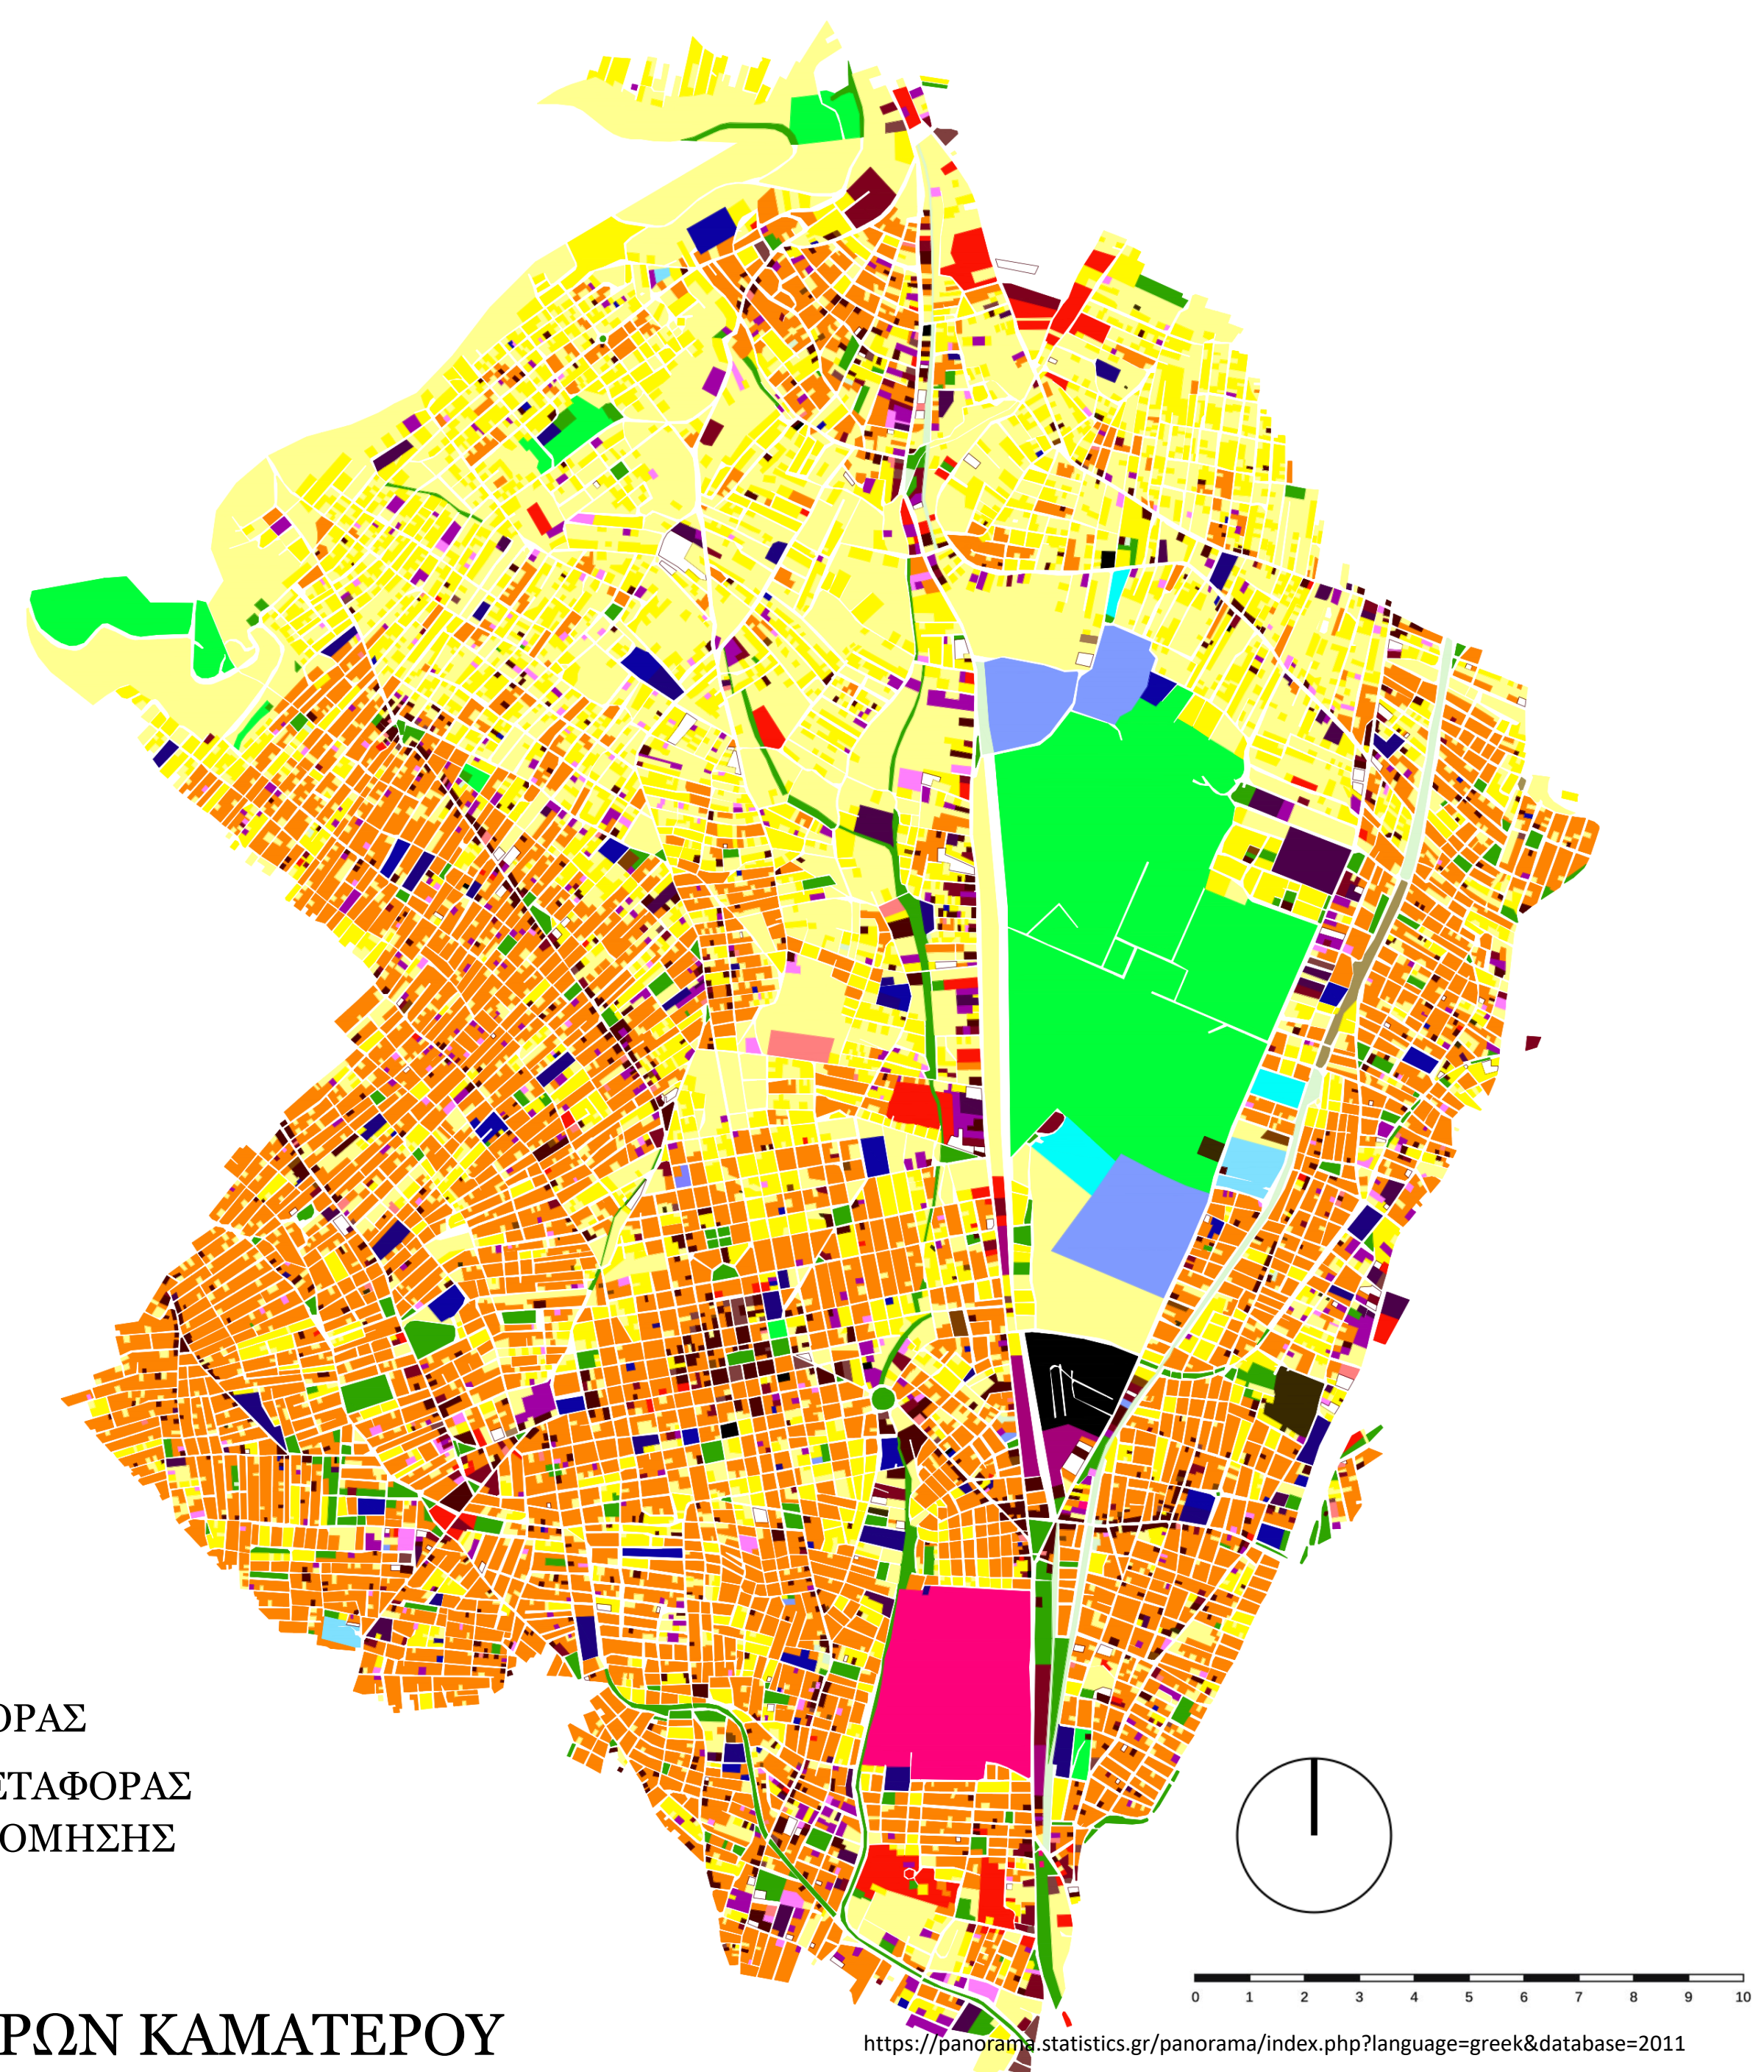 ΟΡΑΣ
ΕΤΑΦΟΡΑΣ
ΟΜΗΣΗΣ
0 1 2 3 4 5 6 7 8 9 10
ΡΩΝ ΚΑΜΑΤΕΡΟΥ
https://panorama.statistics.gr/panorama/index.php?language=greek&database=2011